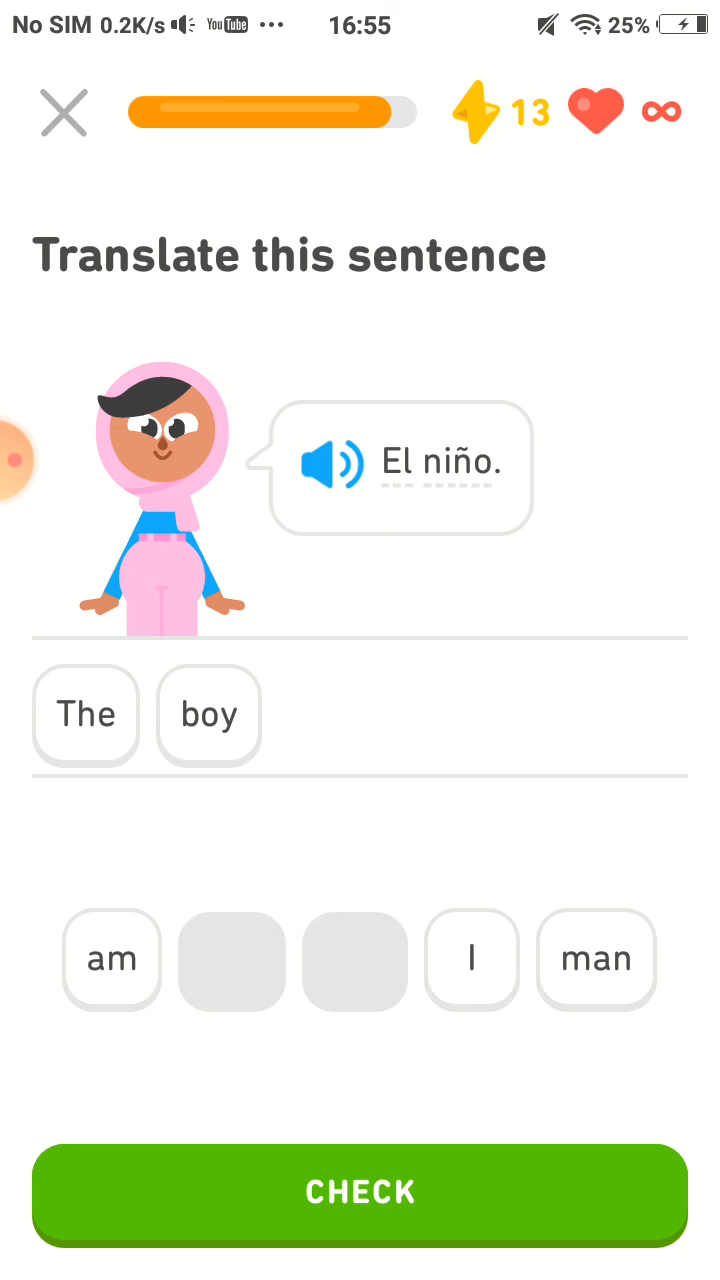 No SIM 0.2K/s YouTube 16:55 25%
13
Translate this sentence
El niño.
The boy
am I man
CHECK